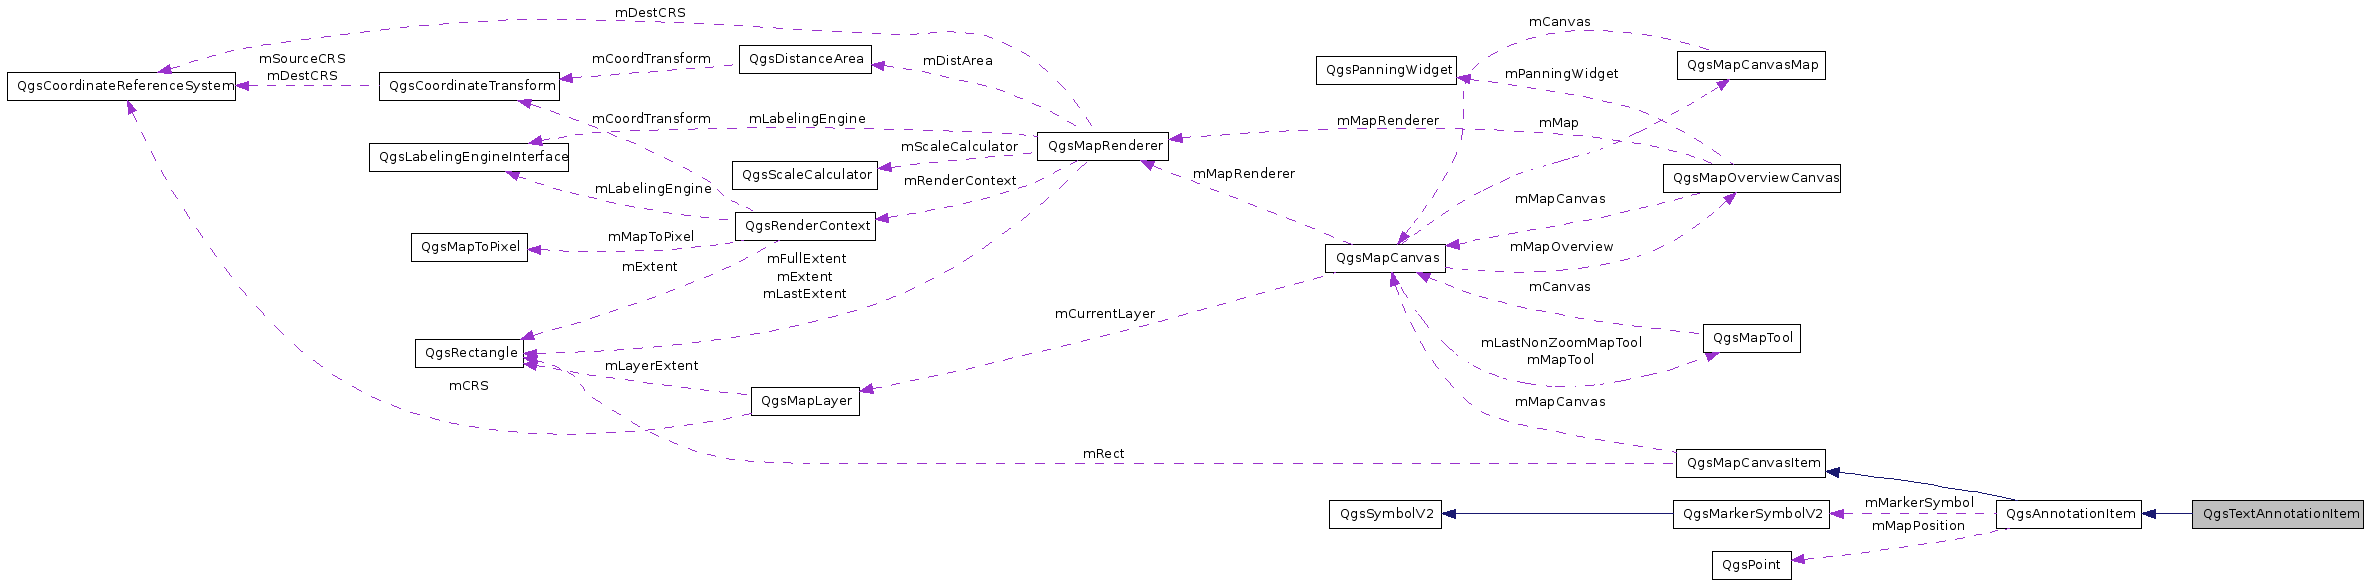 mDestCRS
mCanvas
mSourceCRS
mDestCRS
mCoordTransform
QgsDistanceArea
mDistArea
QgsPanningWidget
mPanningWidget
QgsMapCanvasMap
QgsCoordinateReferenceSystem
QgsCoordinateTransform
mCoordTransform
mLabelingEngine
mMapRenderer
mMap
QgsLabelingEngineInterface
mScaleCalculator
QgsMapRenderer
QgsScaleCalculator
mRenderContext
mMapRenderer
QgsMapOverviewCanvas
mLabelingEngine
mMapCanvas
QgsRenderContext
QgsMapToPixel
mMapToPixel
mMapOverview
mExtent
mFullExtent
mExtent
mLastExtent
QgsMapCanvas
mCanvas
mCurrentLayer
QgsMapTool
mLastNonZoomMapTool
mMapTool
QgsRectangle
mLayerExtent
mCRS
QgsMapLayer
mMapCanvas
mRect
QgsMapCanvasItem
mMarkerSymbol
QgsSymbolV2
QgsMarkerSymbolV2
QgsAnnotationItem
QgsTextAnnotationItem
mMapPosition
QgsPoint